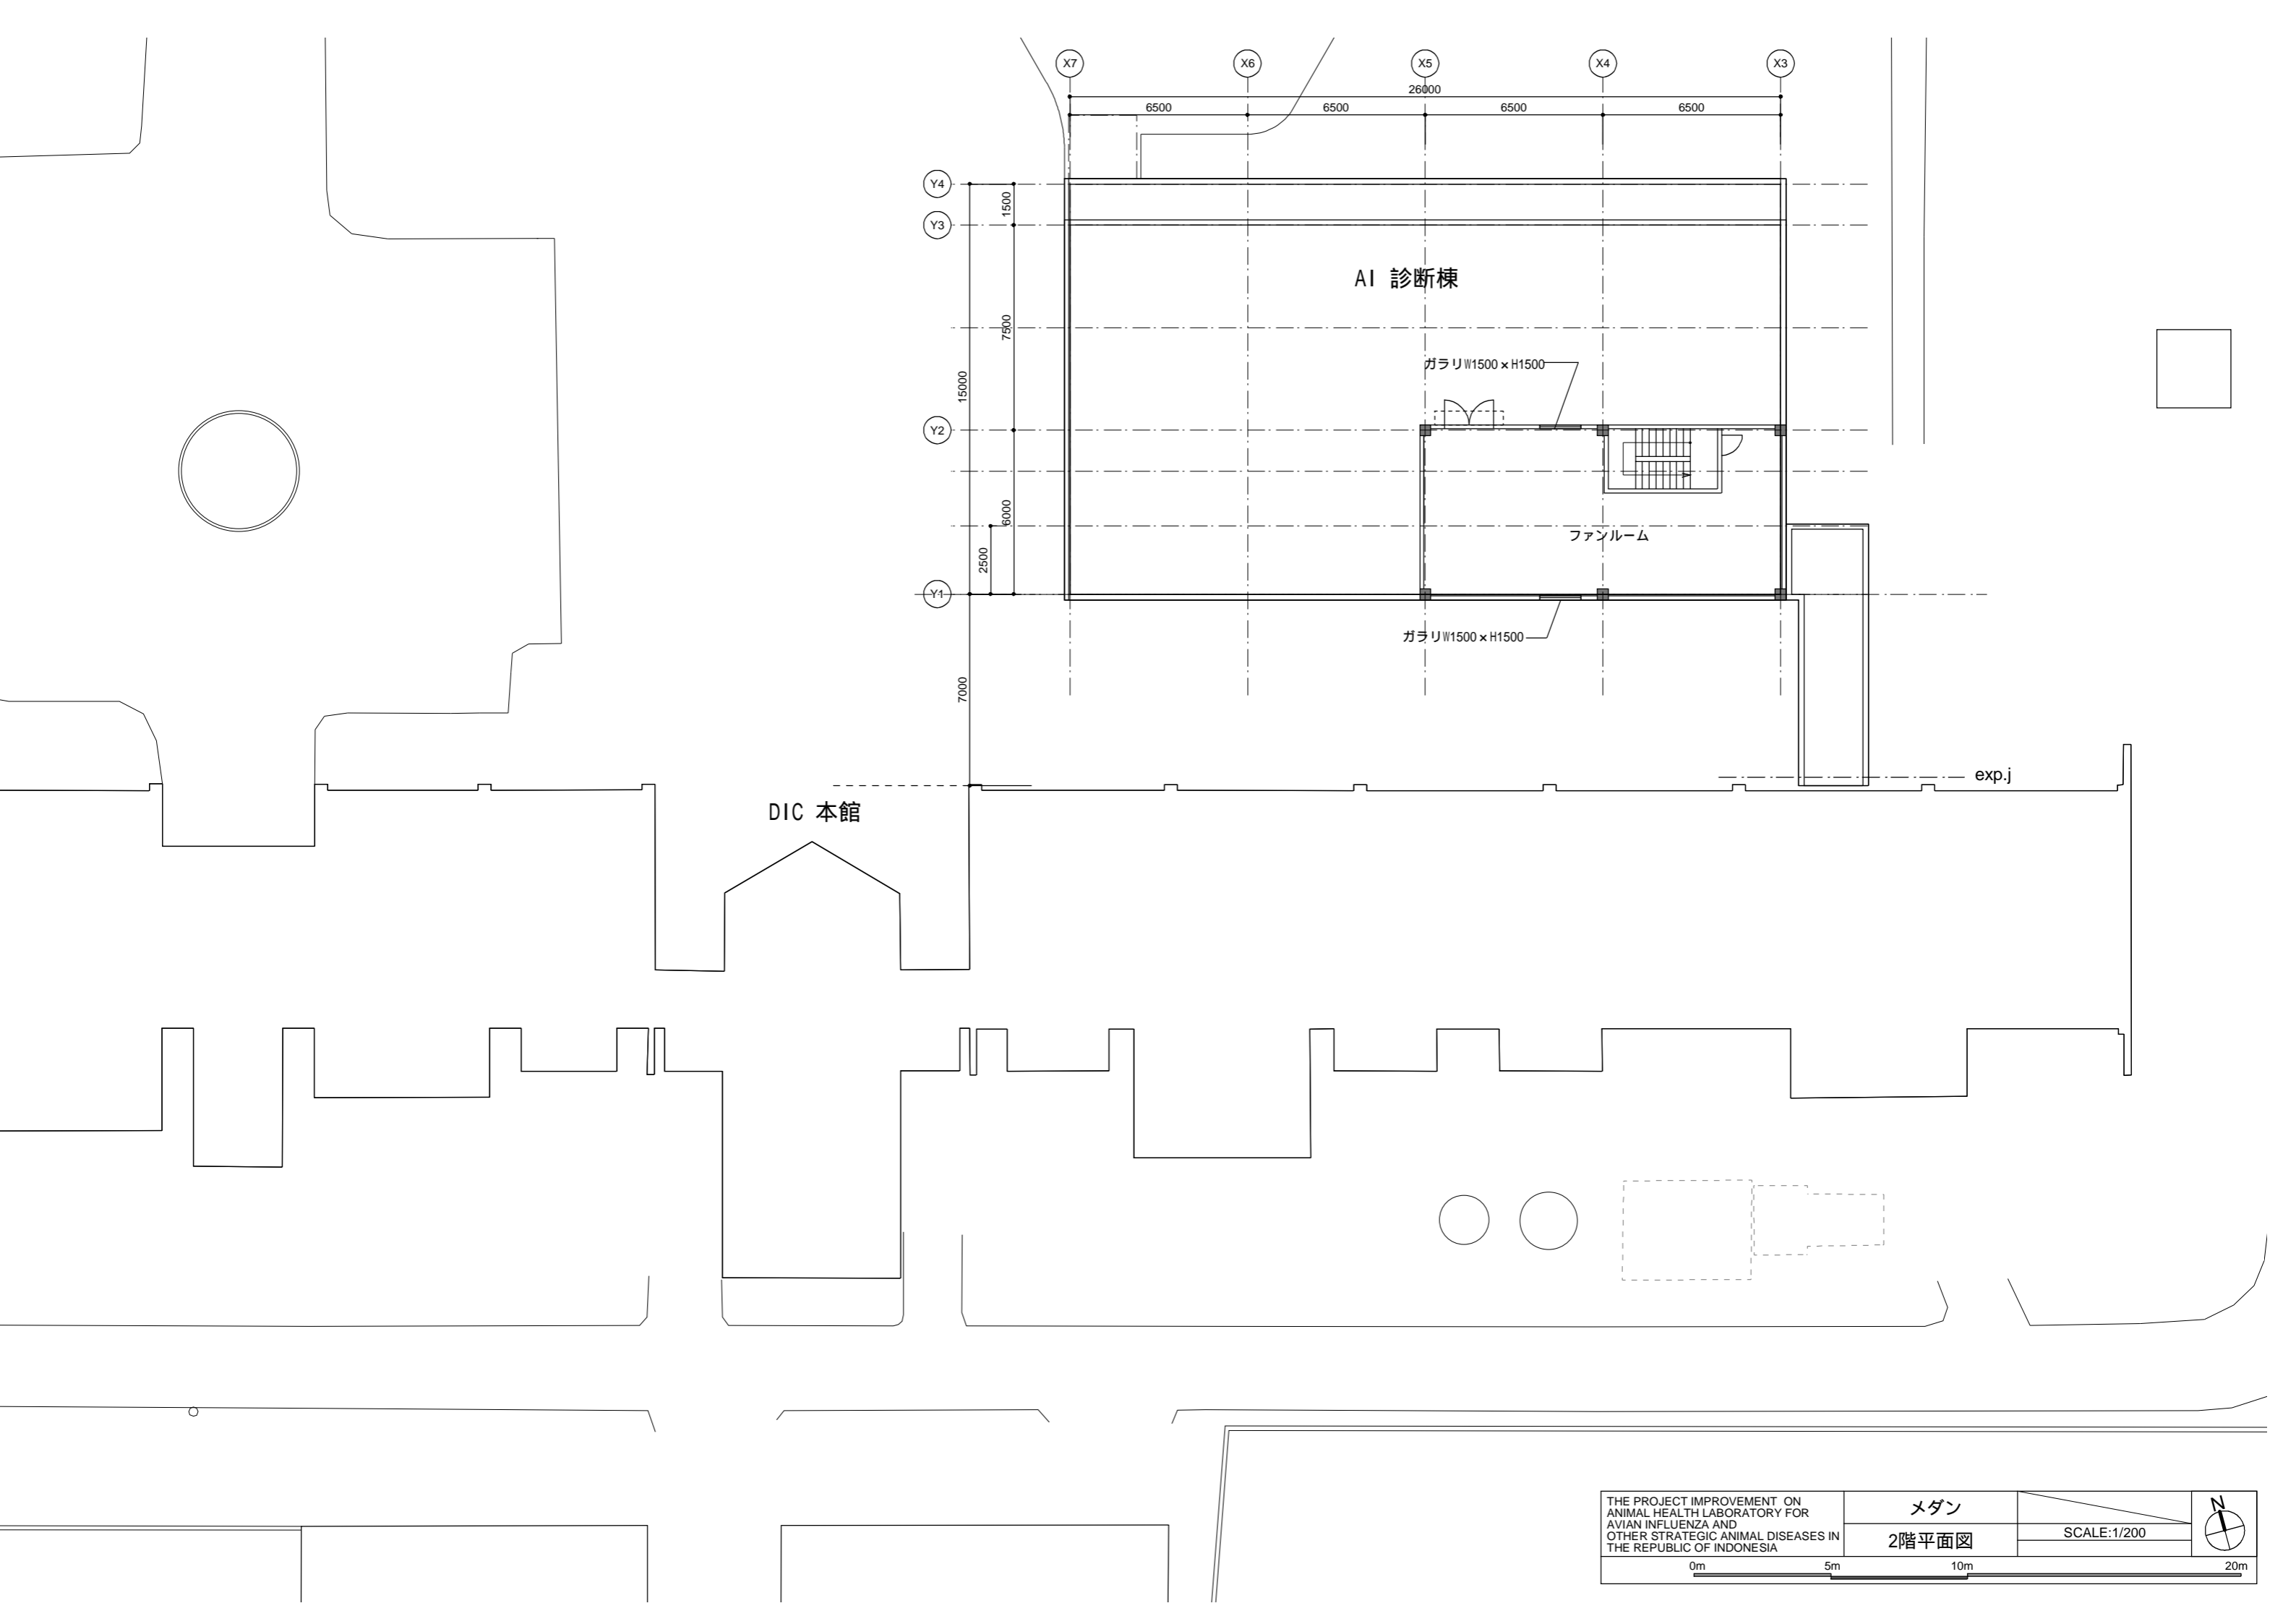 X7
X6
X5
X4
X3
26000
6500
6500
6500
6500
Y4
1500
Y3
AI 診断棟
7500
ガラリW1500×H1500
15000
Y2
6000
ファンルーム
2500
Y1
ガラリW1500×H1500
7000
exp.j
DIC 本館
THE PROJECT IMPROVEMENT ON
ANIMAL HEALTH LABORATORY FOR
AVIAN INFLUENZA AND
OTHER STRATEGIC ANIMAL DISEASES IN
THE REPUBLIC OF INDONESIA
メダン
2階平面図
SCALE:1/200
N
0m
5m
10m
20m